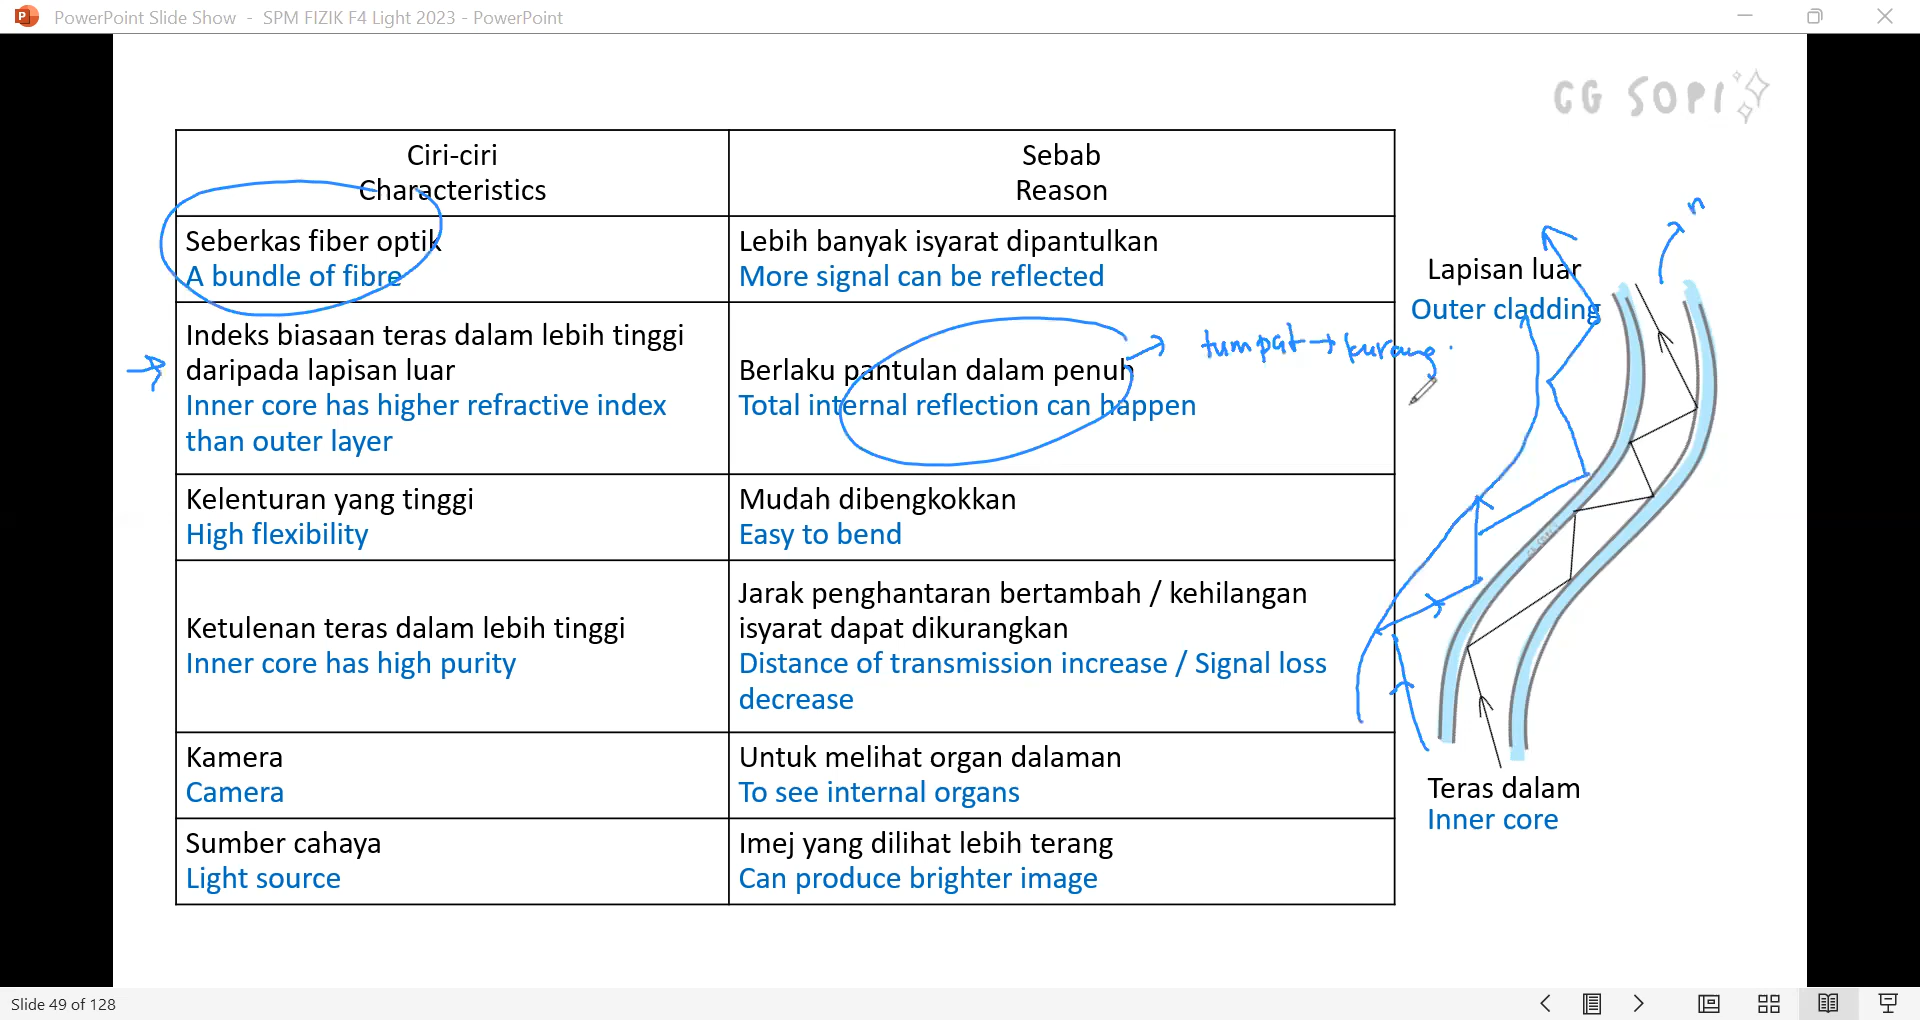 PowerPoint Slide Show - SPM FIZIK F4 Light 2023 - PowerPoint
CG SOPI
Ciri-ciri
Characteristics
Sebab
Reason
Seberkas fiber optik
A bundle of fibre
Lebih banyak isyarat dipantulkan
More signal can be reflected
Indeks biasaan teras dalam lebih tinggi
daripada lapisan luar
Inner core has higher refractive index
than outer layer
Berlaku pantulan dalam penuh
Total internal reflection can happen
tumpat → kurang
Kelenturan yang tinggi
High flexibility
Mudah dibengkokkan
Easy to bend
Ketulenan teras dalam lebih tinggi
Inner core has high purity
Jarak penghantaran bertambah / kehilangan
isyarat dapat dikurangkan
Distance of transmission increase / Signal loss
decrease
Kamera
Camera
Untuk melihat organ dalaman
To see internal organs
Sumber cahaya
Light source
Imej yang dilihat lebih terang
Can produce brighter image
n
Lapisan luar
Outer cladding
CG SOPI
Teras dalam
Inner core
Slide 49 of 128